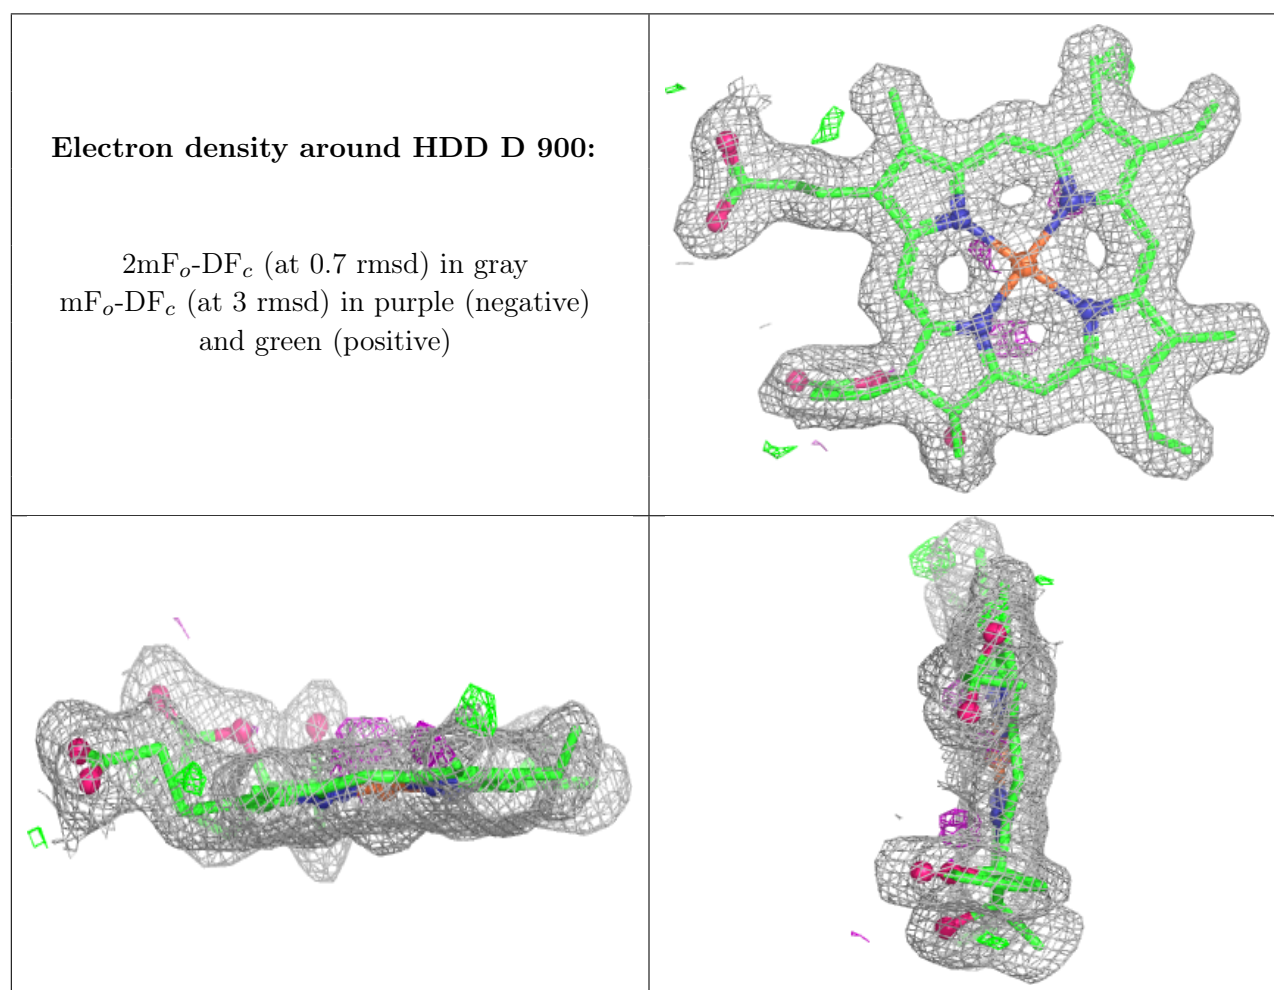 Electron density around HDD D 900:
2mFo-DFc (at 0.7 rmsd) in gray
mFo-DFc (at 3 rmsd) in purple (negative)
and green (positive)